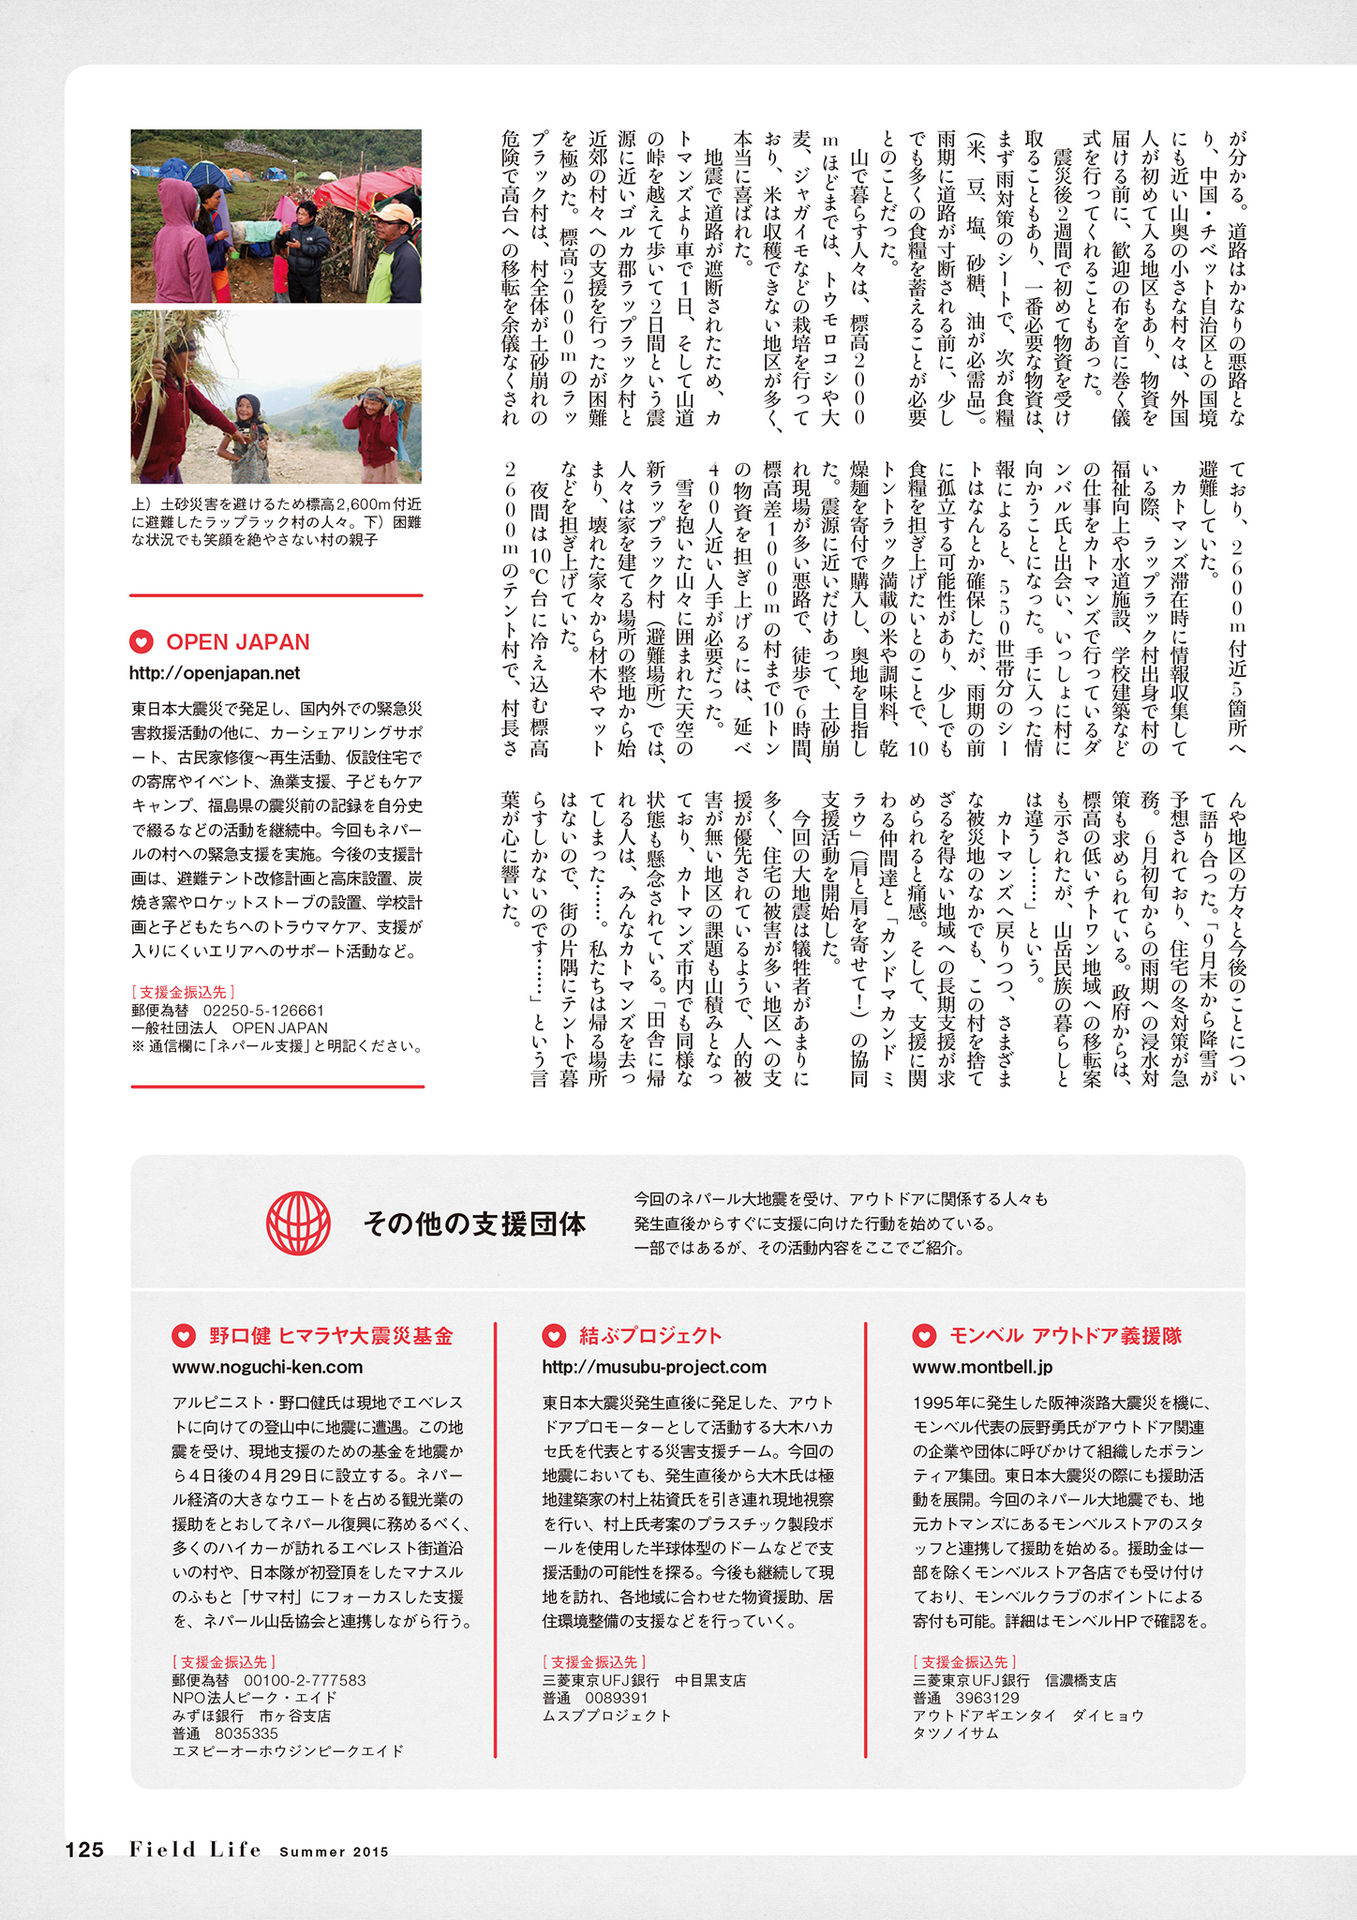 が分かる。道路はかなりの悪路とな
り、中国・チベット自治区との国境
にも近い山奥の小さな村々は、外国
人が初めて入る地区もあり、物資を
届ける前に、歓迎の布を首に巻く儀
式を行ってくれることもあった。
震災後2週間で初めて物資を受け
取ることもあり、一番必要な物資は、
まず雨対策のシートで、次が食糧
(米、豆、塩、砂糖、油が必需品)。
雨期に道路が寸断される前に、少し
でも多くの食糧を蓄えることが必要
とのことだった。
山で暮らす人々は、標高2000
mほどまでは、トウモロコシや大
麦、ジャガイモなどの栽培を行って
おり、米は収穫できない地区が多く、
本当に喜ばれた。
地震で道路が遮断されたため、カ
トマンズより車で1日、そして山道
の峠を越えて歩いて2日間という震
源に近いゴルカ郡ラップラック村と
近郊の村々への支援を行ったが困難
を極めた。標高2000mのラッ
プラック村は、村全体が土砂崩れの
危険で高台への移転を余儀なくされ
ており、2600m付近5箇所へ
避難していた。
カトマンズ滞在時に情報収集して
いる際、ラップラック村出身で村の
福祉向上や水道施設、学校建築など
の仕事をカトマンズで行っているダ
ンバル氏と出会い、いっしょに村に
向かうことになった。手に入った情
報によると、550世帯分のシー
トはなんとか確保したが、雨期の前
に孤立する可能性があり、少しでも
食糧を担ぎ上げたいとのことで、10
トントラック満載の米や調味料、乾
燥麺を寄付で購入し、奥地を目指し
た。震源に近いだけあって、土砂崩
れ現場が多い悪路で、徒歩で6時間、
標高差1000mの村まで10トン
の物資を担ぎ上げるには、延べ
400人近い人手が必要だった。
雪を抱いた山々に囲まれた天空の
新ラップラック村(避難場所)では、
人々は家を建てる場所の整地から始
まり、壊れた家々から材木やマット
などを担ぎ上げていた。
夜間は10℃台に冷え込む標高
2600mのテント村で、村長さ
んや地区の方々と今後のことについ
て語り合った。「9月末から降雪が
予想されており、住宅の冬対策が急
務。6月初旬からの雨期への浸水対
策も求められている。政府からは、
標高の低いチトワン地域への移転案
も示されたが、山岳民族の暮らしと
は違うし……」という。
カトマンズへ戻りつつ、さまざま
な被災地のなかでも、この村を捨て
ざるを得ない地域への長期支援が求
められると痛感。そして、支援に関
わる仲間達と「カンドマカンドミ
ラウ」(肩と肩を寄せて!)の協同
支援活動を開始した。
今回の大地震は犠牲者があまりに
多く、住宅の被害が多い地区への支
援が優先されているようで、人的被
害が無い地区の課題も山積みとなっ
ており、カトマンズ市内でも同様な
状態も懸念されている。「田舎に帰
れる人は、みんなカトマンズを去っ
てしまった……。私たちは帰る場所
はないので、街の片隅にテントで暮
らすしかないのです……」という言
葉が心に響いた。
上）土砂災害を避けるため標高2,600m付近
に避難したラップラック村の人々。下）困難
な状況でも笑顔を絶やさない村の親子
OPEN JAPAN
http://openjapan.net
東日本大震災で発足し、国内外での緊急災
害救援活動の他に、カーシェアリングサポ
ート、古民家修復〜再生活動、仮設住宅で
の寄席やイベント、漁業支援、子どもケア
キャンプ、福島県の震災前の記録を自分史
で綴るなどの活動を継続中。今回もネパー
ルの村への緊急支援を実施。今後の支援計
画は、避難テント改修計画と高床設置、炭
焼き窯やロケットストーブの設置、学校計
画と子どもたちへのトラウマケア、支援が
入りにくいエリアへのサポート活動など。
[支援金振込先]
郵便為替　02250-5-126661
一般社団法人　OPEN JAPAN
※通信欄に「ネパール支援」と明記ください。
その他の支援団体
今回のネパール大地震を受け、アウトドアに関係する人々も
発生直後からすぐに支援に向けた行動を始めている。
一部ではあるが、その活動内容をここでご紹介。
野口健 ヒマラヤ大震災基金
www.noguchi-ken.com
アルピニスト・野口健氏は現地でエベレス
トに向けての登山中に地震に遭遇。この地
震を受け、現地支援のための基金を地震か
ら4日後の4月29日に設立する。ネパー
ル経済の大きなウエートを占める観光業の
援助をとおしてネパール復興に務めるべく、
多くのハイカーが訪れるエベレスト街道沿
いの村や、日本隊が初登頂をしたマナスル
のふもと「サマ村」にフォーカスした支援
を、ネパール山岳協会と連携しながら行う。
[支援金振込先]
郵便為替　00100-2-777583
NPO法人ピーク・エイド
みずほ銀行　市ヶ谷支店
普通　8035335
エヌピーオーホウジンピークエイド
結ぶプロジェクト
http://musubu-project.com
東日本大震災発生直後に発足した、アウト
ドアプロモーターとして活動する大木ハカ
セ氏を代表とする災害支援チーム。今回の
地震においても、発生直後から大木氏は極
地建築家の村上祐資氏を引き連れ現地視察
を行い、村上氏考案のプラスチック製段ボ
ールを使用した半球体型のドームなどで支
援活動の可能性を探る。今後も継続して現
地を訪れ、各地域に合わせた物資援助、居
住環境整備の支援などを行っていく。
[支援金振込先]
三菱東京UFJ銀行　中目黒支店
普通　0089391
ムスブプロジェクト
モンベル アウトドア義援隊
www.montbell.jp
1995年に発生した阪神淡路大震災を機に、
モンベル代表の辰野勇氏がアウトドア関連
の企業や団体に呼びかけて組織したボラン
ティア集団。東日本大震災の際にも援助活
動を展開。今回のネパール大地震でも、地
元カトマンズにあるモンベルストアのスタ
ッフと連携して援助を始める。援助金は一
部を除くモンベルストア各店でも受け付け
ており、モンベルクラブのポイントによる
寄付も可能。詳細はモンベルHPで確認を。
[支援金振込先]
三菱東京UFJ銀行　信濃橋支店
普通　3963129
アウトドアギエンタイ　ダイヒョウ
タツノイサム
125 Field Life Summer 2015